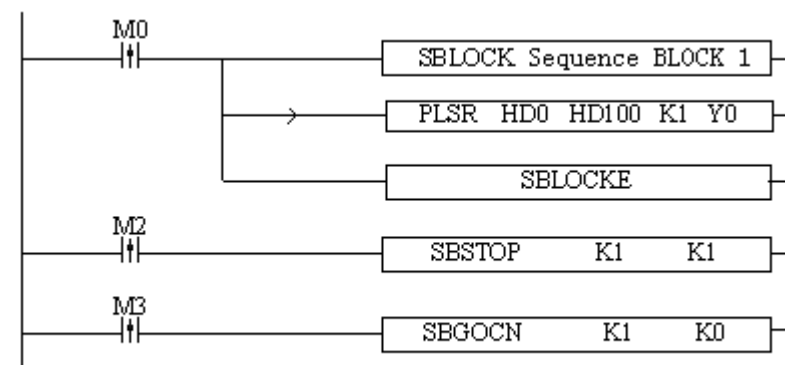 M0
SBLOCK Sequence BLOCK 1
PLSR HD0 HD100 K1 Y0
SBLOCKE
M2
SBSTOP K1 K1
M3
SBGOCN K1 K0